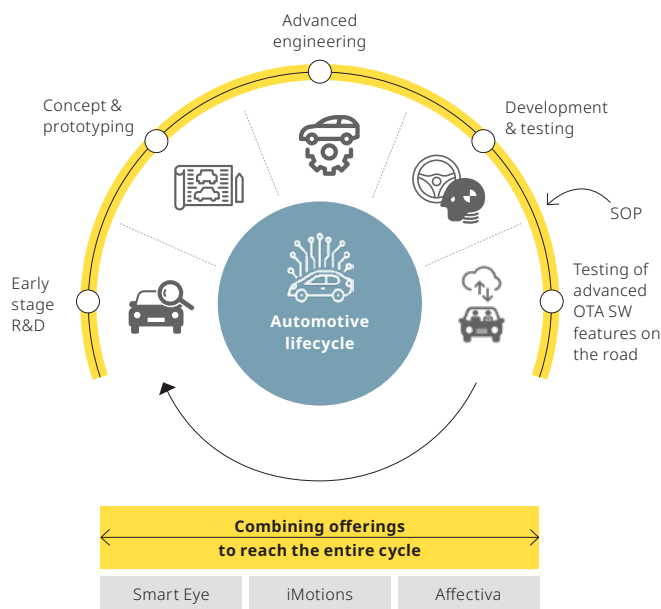 Advanced
engineering
Concept &
prototyping
Development
& testing
SOP
Early
stage
R&D
Testing of
advanced
OTA SW
features on
the road
Automotive
lifecycle
Combining offerings
to reach the entire cycle
Smart Eye
iMotions
Affectiva